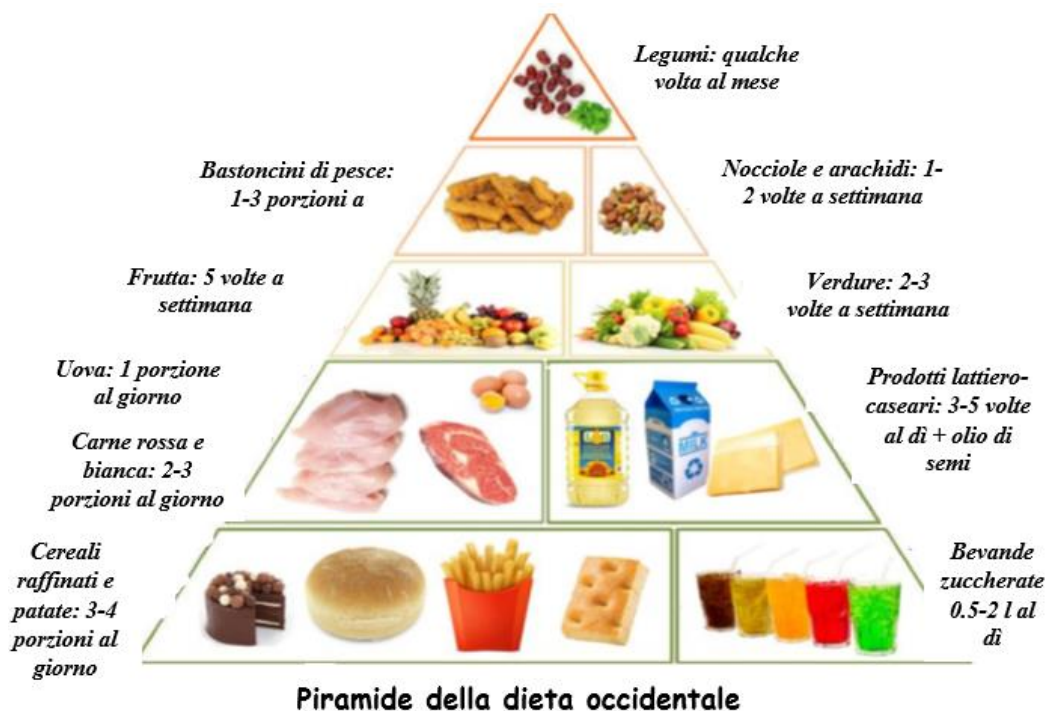 Legumi: qualche
volta al mese
Bastoncini di pesce:
1-3 porzioni a
Nocciole e arachidi: 1-
2 volte a settimana
Frutta: 5 volte a
settimana
Verdure: 2-3
volte a settimana
Uova: 1 porzione
al giorno
Carne rossa e
bianca: 2-3
porzioni al giorno
Prodotti lattiero-
caseari: 3-5 volte
al dì + olio di
semi
MILK
Cereali
raffinati e
patate: 3-4
porzioni al
giorno
Bevande
zuccherate
0.5-2 l al
dì
Piramide della dieta occidentale